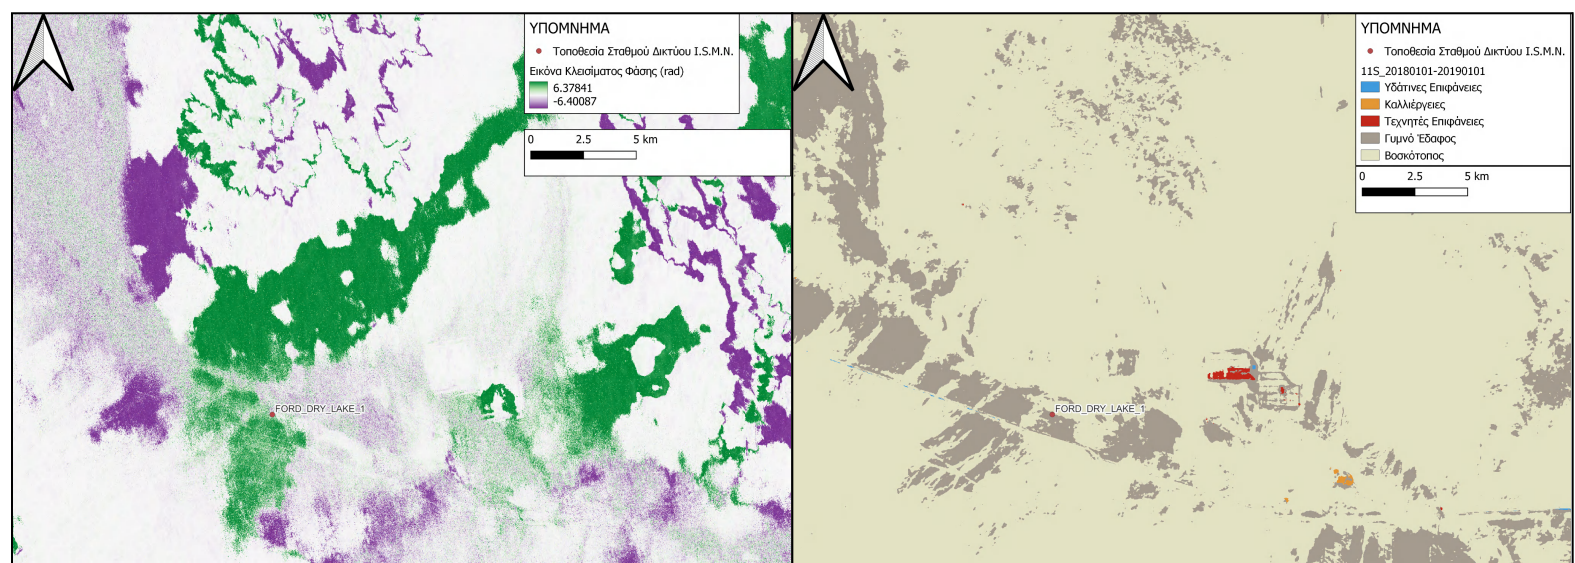 ΥΠΟΜΝΗΜΑ
Τοποθεσία Σταθμού Δικτύου I.S.M.N.
Εικόνα Κλεισίματος Φάσης (rad)
6.37841
-6.40087
0 2.5 5 km
FORD_DRY_LAKE_1
ΥΠΟΜΝΗΜΑ
Τοποθεσία Σταθμού Δικτύου I.S.M.N.
11S_20180101-20190101
Υδάτινες Επιφάνειες
Καλλιέργειες
Τεχνητές Επιφάνειες
Γυμνό Έδαφος
Βοσκότοπος
0 2.5 5 km
FORD_DRY_LAKE_1